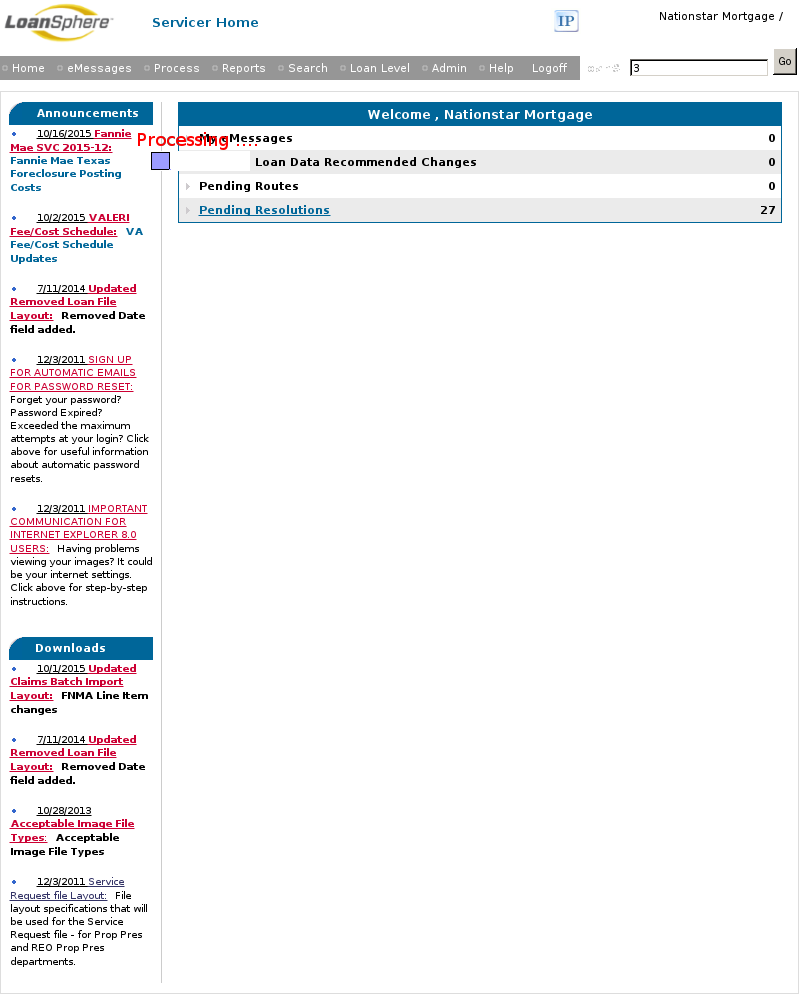 LoanSphere
Servicer Home
IP
Nationstar Mortgage /
Home eMessages Process Reports Search Loan Level Admin Help Logoff
3
Go
Announcements
10/16/2015 Fannie
Mae SVC 2015-12:
Fannie Mae Texas
Foreclosure Posting
Costs
10/2/2015 VALERI
Fee/Cost Schedule: VA
Fee/Cost Schedule
Updates
7/11/2014 Updated
Removed Loan File
Layout: Removed Date
field added.
12/3/2011 SIGN UP
FOR AUTOMATIC EMAILS
FOR PASSWORD RESET:
Forget your password?
Password Expired?
Exceeded the maximum
attempts at your login? Click
above for useful information
about automatic password
resets.
12/3/2011 IMPORTANT
COMMUNICATION FOR
INTERNET EXPLORER 8.0
USERS: Having problems
viewing your images? It could
be your internet settings.
Click above for step-by-step
instructions.
Downloads
10/1/2015 Updated
Claims Batch Import
Layout: FNMA Line Item
changes
7/11/2014 Updated
Removed Loan File
Layout: Removed Date
field added.
10/28/2013
Acceptable Image File
Types: Acceptable
Image File Types
12/3/2011 Service
Request file Layout: File
layout specifications that will
be used for the Service
Request file - for Prop Pres
and REO Prop Pres
departments.
Welcome , Nationstar Mortgage
Processing ....
My eMessages 0
Loan Data Recommended Changes 0
Pending Routes 0
Pending Resolutions 27